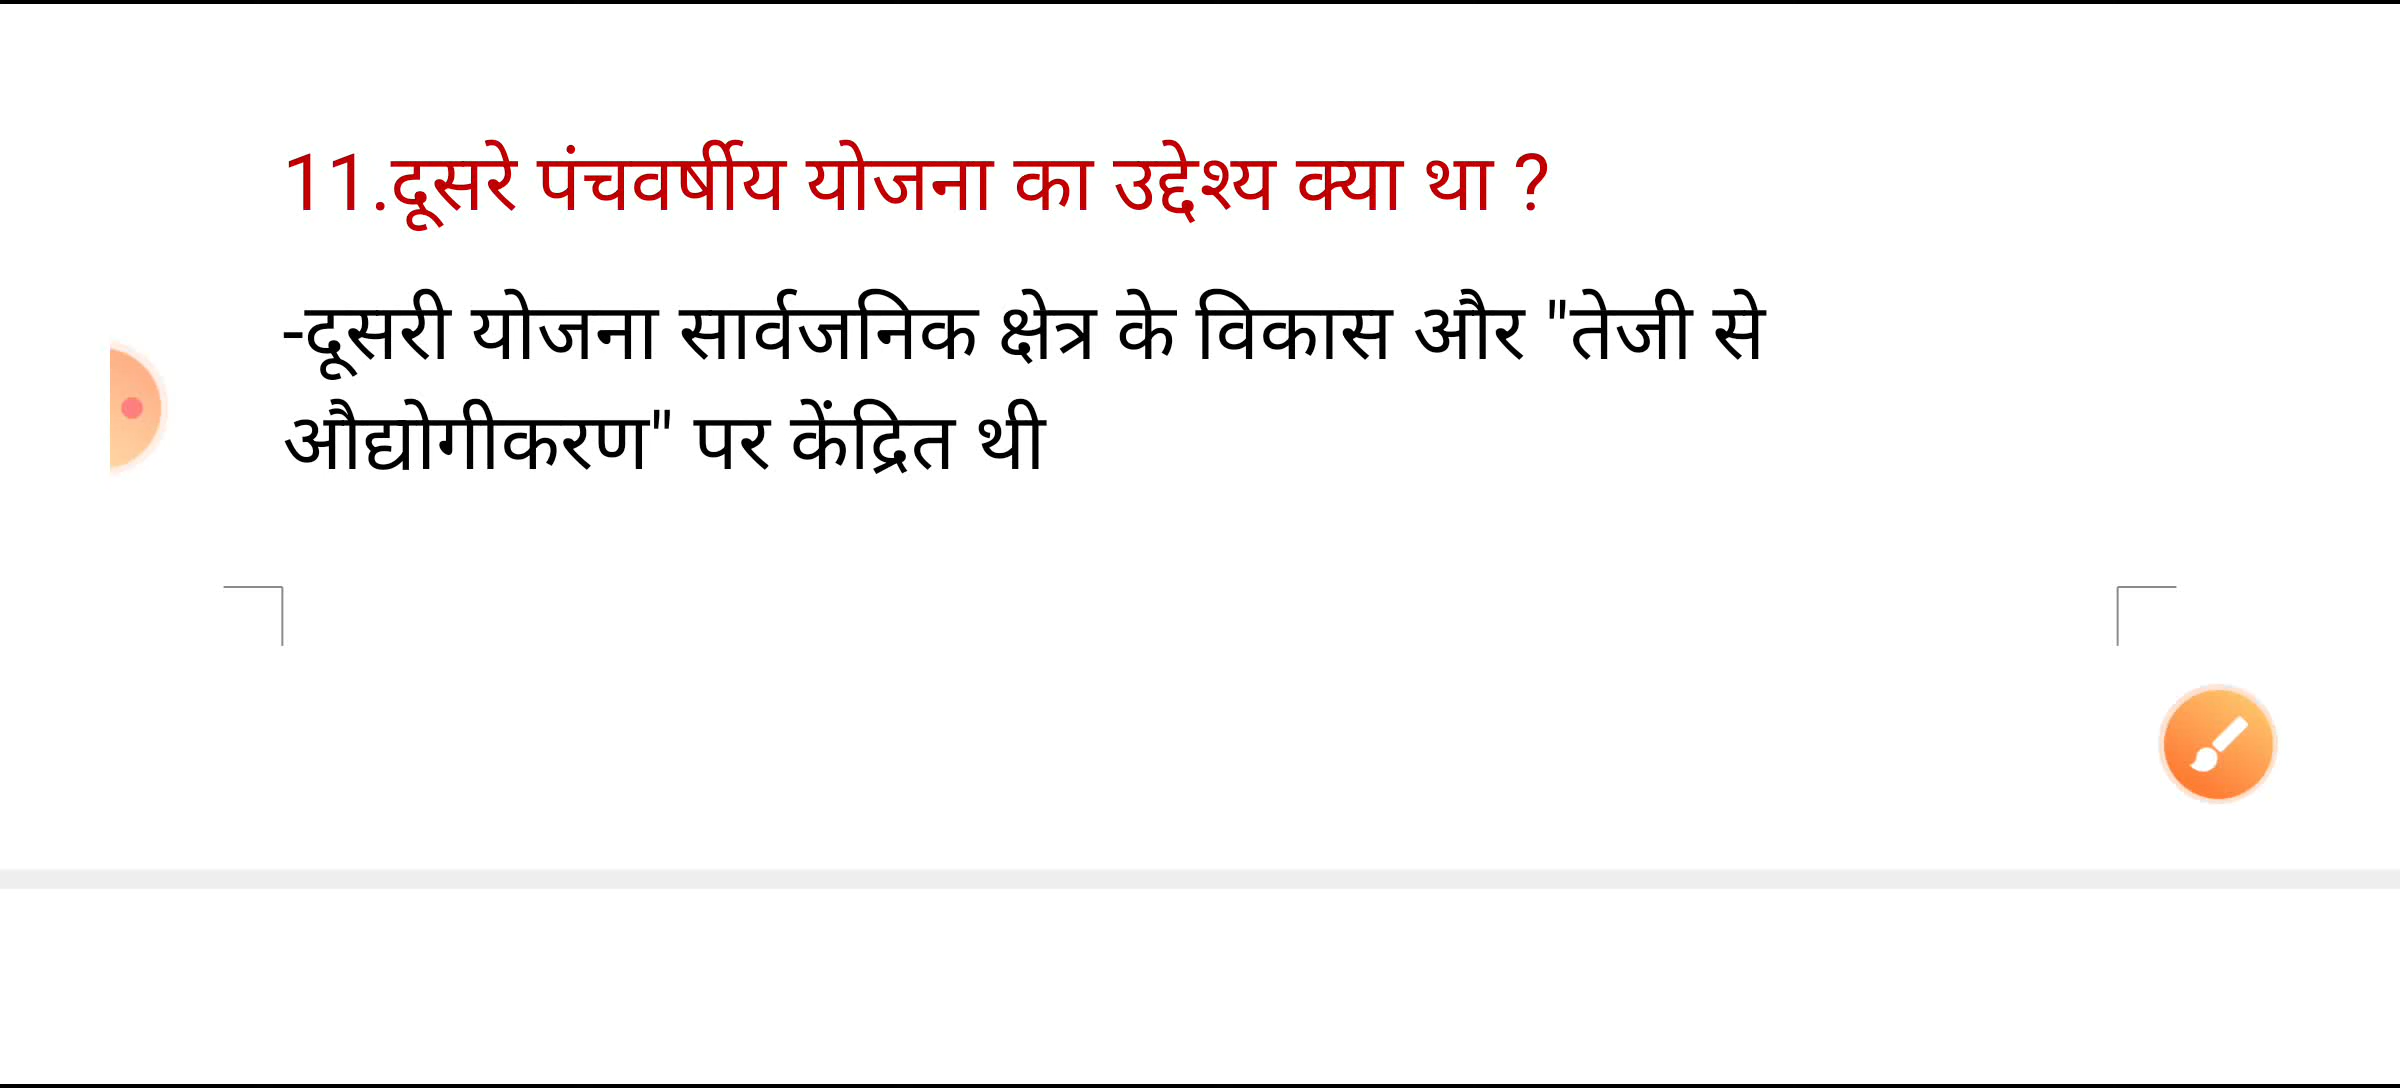 11.दूसरे पंचवर्षीय योजना का उद्देश्य क्या था ?
-दूसरी योजना सार्वजनिक क्षेत्र के विकास और "तेजी से
औद्योगीकरण" पर केंद्रित थी